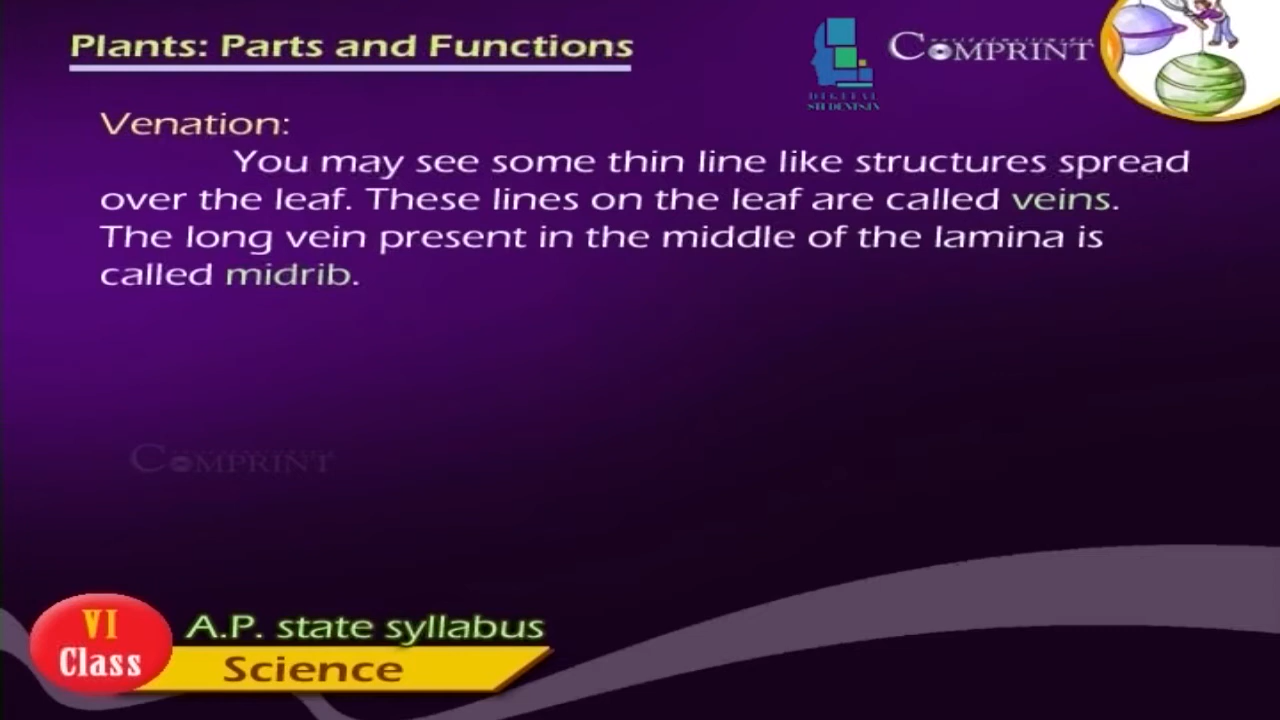 Plants: Parts and Functions
COMPRINT
DIGITAL
Venation:
You may see some thin line like structures spread
over the leaf. These lines on the leaf are called veins.
The long vein present in the middle of the lamina is
called midrib.
COMPRINT
VI
Class
A.P. state syllabus
Science